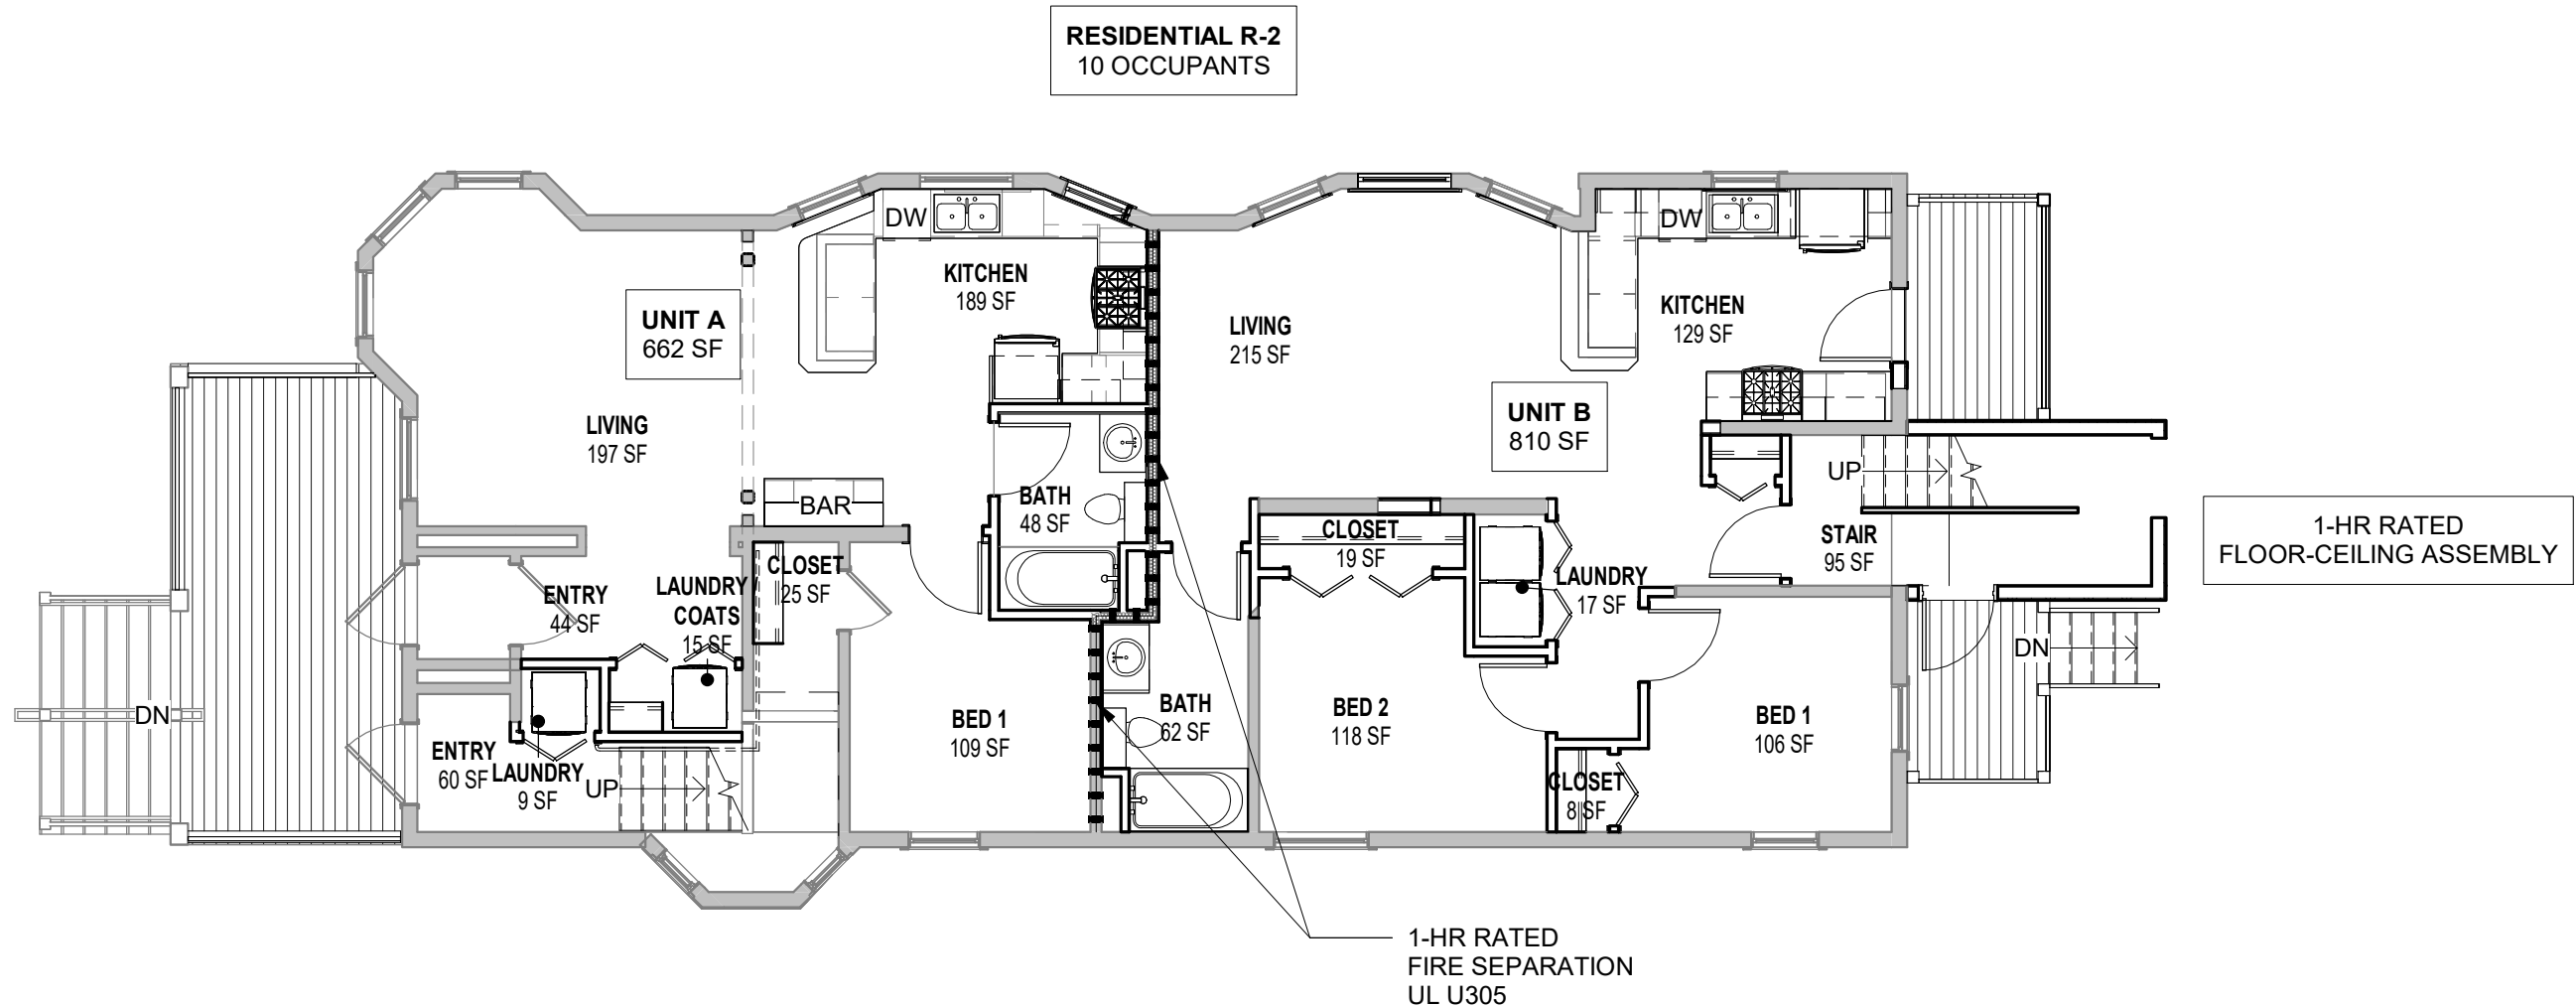 RESIDENTIAL R-2
10 OCCUPANTS
DW
DW
KITCHEN
189 SF
UNIT A
662 SF
LIVING
215 SF
KITCHEN
129 SF
UNIT B
810 SF
LIVING
197 SF
BAR
BATH
48 SF
UP
1-HR RATED
FLOOR-CEILING ASSEMBLY
STAIR
95 SF
CLOSET
19 SF
CLOSET
25 SF
LAUNDRY
17 SF
ENTRY
44 SF
LAUNDRY
COATS
15 SF
DN
DN
BED 1
109 SF
BATH
62 SF
BED 2
118 SF
BED 1
106 SF
ENTRY
60 SF
LAUNDRY
9 SF
UP
CLOSET
8 SF
1-HR RATED
FIRE SEPARATION
UL U305